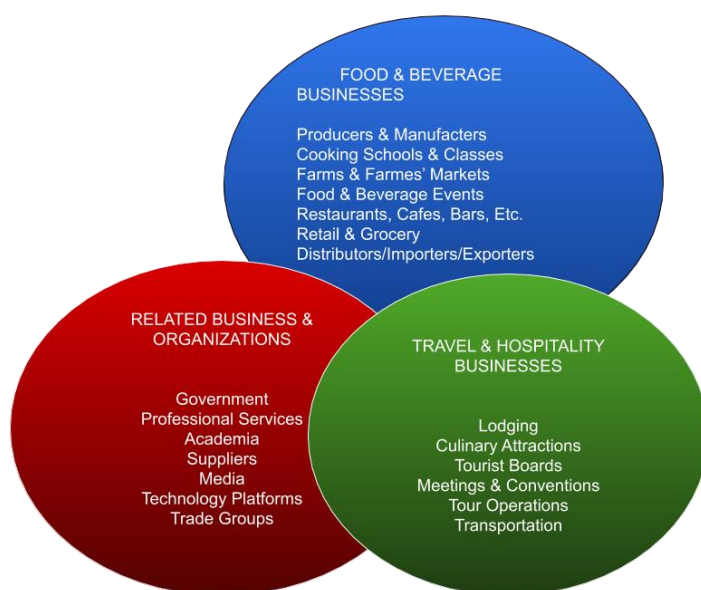 FOOD & BEVERAGE
BUSINESSES
Producers & Manufacters
Cooking Schools & Classes
Farms & Farmes' Markets
Food & Beverage Events
Restaurants, Cafes, Bars, Etc.
Retail & Grocery
Distributors/Importers/Exporters
RELATED BUSINESS &
ORGANIZATIONS
Government
Professional Services
Academia
Suppliers
Media
Technology Platforms
Trade Groups
TRAVEL & HOSPITALITY
BUSINESSES
Lodging
Culinary Attractions
Tourist Boards
Meetings & Conventions
Tour Operations
Transportation